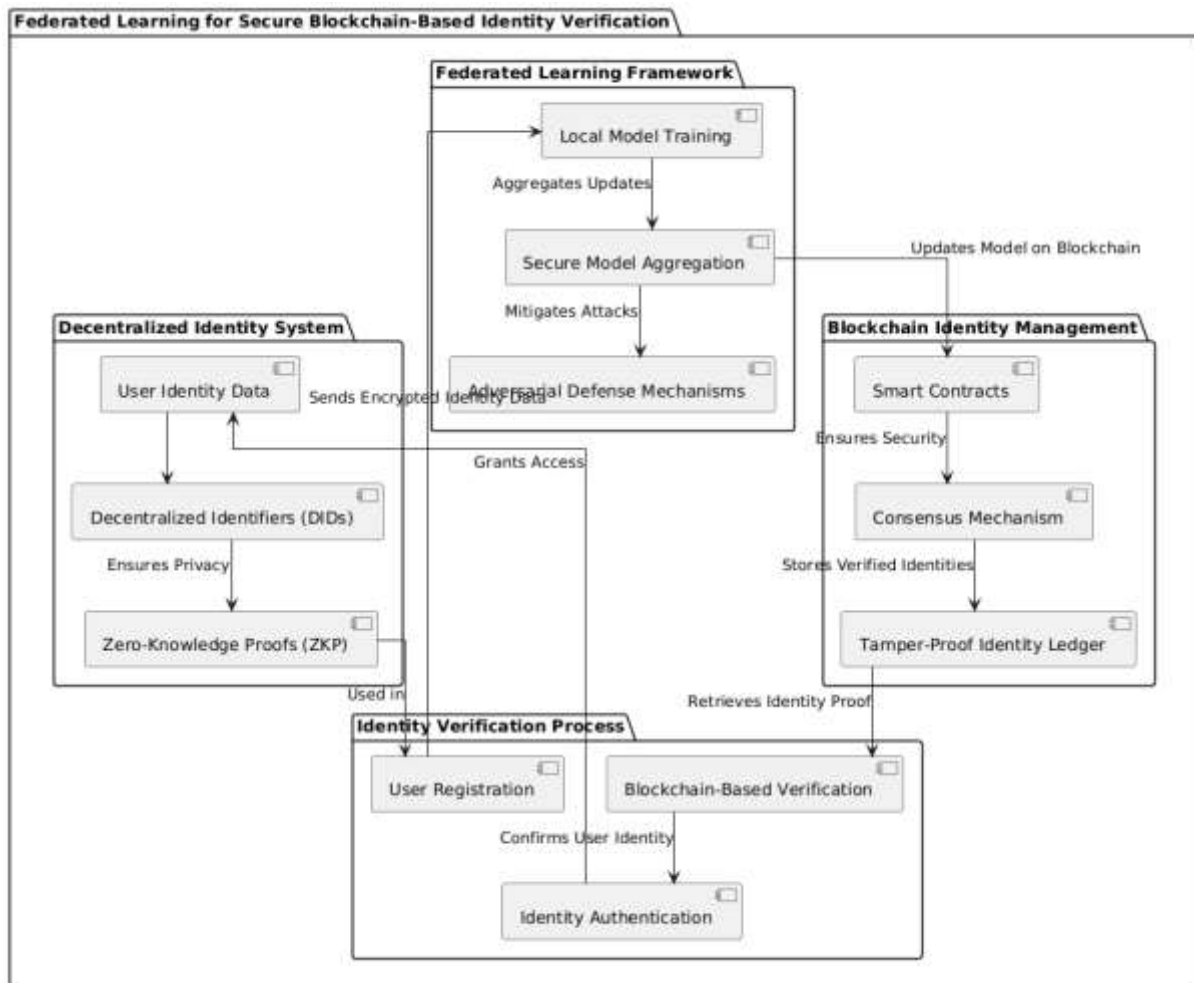 Federated Learning for Secure Blockchain-Based Identity Verification
Federated Learning Framework
Local Model Training
Aggregates Updates
Secure Model Aggregation
Updates Model on Blockchain
Mitigates Attacks
Adversarial Defense Mechanisms
Decentralized Identity System
User Identity Data
Sends Encrypted Identity Data
Grants Access
Decentralized Identifiers (DIDs)
Ensures Privacy
Zero-Knowledge Proofs (ZKP)
Used in
Blockchain Identity Management
Smart Contracts
Ensures Security
Consensus Mechanism
Stores Verified Identities
Tamper-Proof Identity Ledger
Retrieves Identity Proof
Identity Verification Process
User Registration
Blockchain-Based Verification
Confirms User Identity
Identity Authentication